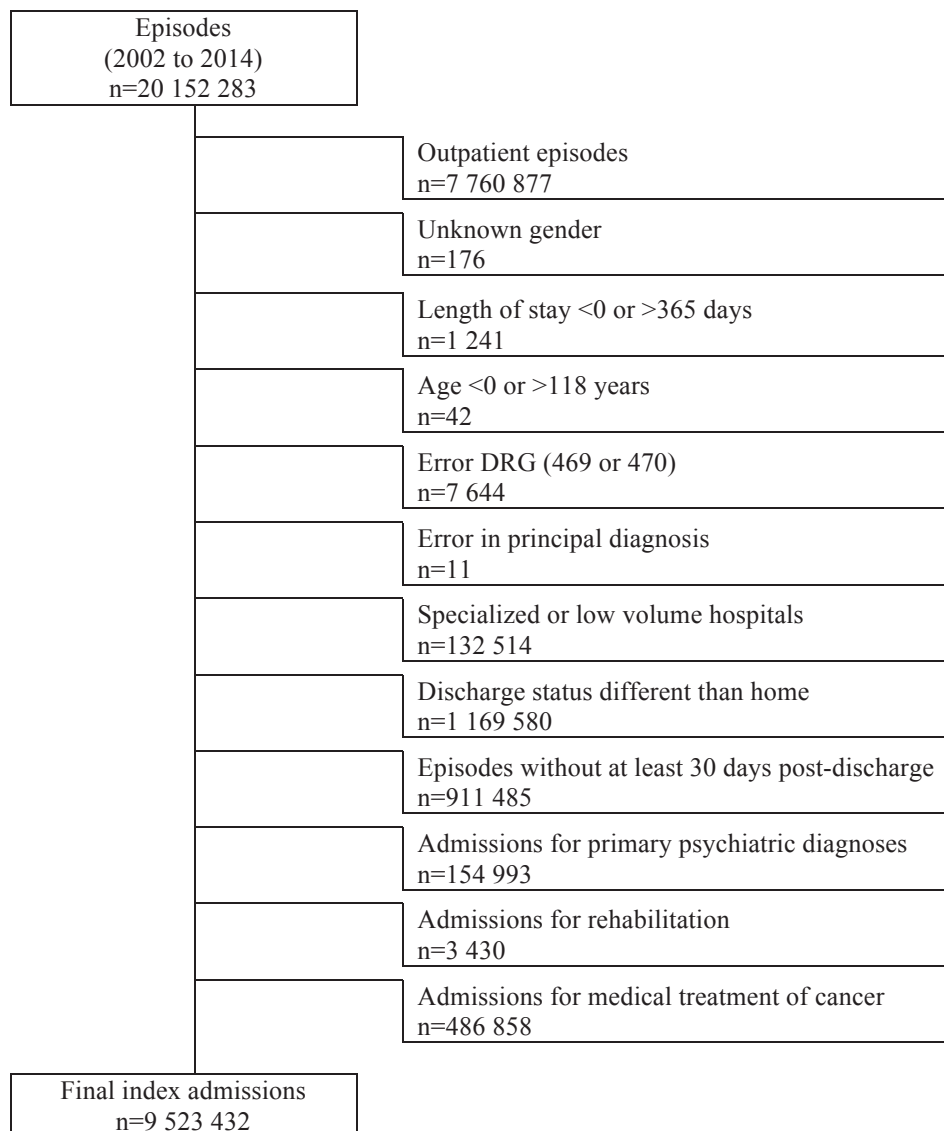 Episodes
(2002 to 2014)
n=20 152 283
Outpatient episodes
n=7 760 877
Unknown gender
n=176
Length of stay <0 or >365 days
n=1 241
Age <0 or >118 years
n=42
Error DRG (469 or 470)
n=7 644
Error in principal diagnosis
n=11
Specialized or low volume hospitals
n=132 514
Discharge status different than home
n=1 169 580
Episodes without at least 30 days post-discharge
n=911 485
Admissions for primary psychiatric diagnoses
n=154 993
Admissions for rehabilitation
n=3 430
Admissions for medical treatment of cancer
n=486 858
Final index admissions
n=9 523 432